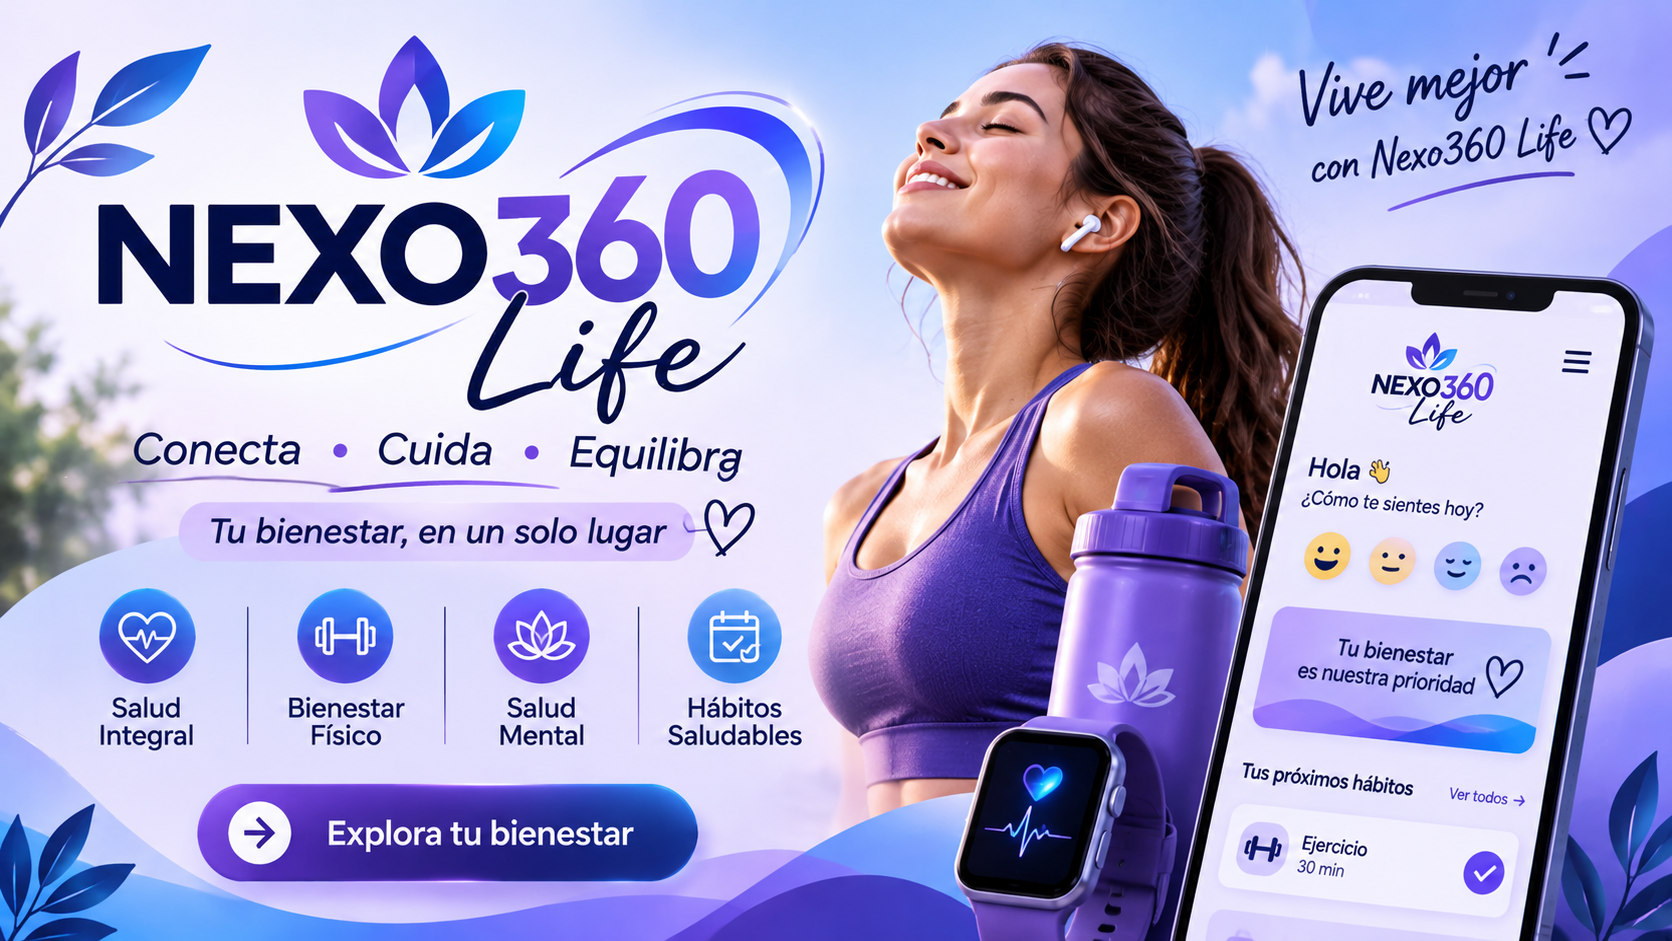 NEXO360
Life
Conecta • Cuida • Equilibra
Tu bienestar, en un solo lugar
Salud
Integral
Bienestar
Físico
Salud
Mental
Hábitos
Saludables
Explora tu bienestar
Vive mejor
con Nexo360 Life
NEXO360
Life
Hola 👋
¿Cómo te sientes hoy?
Tu bienestar
es nuestra prioridad
Tus próximos hábitos
Ver todos →
Ejercicio
30 min